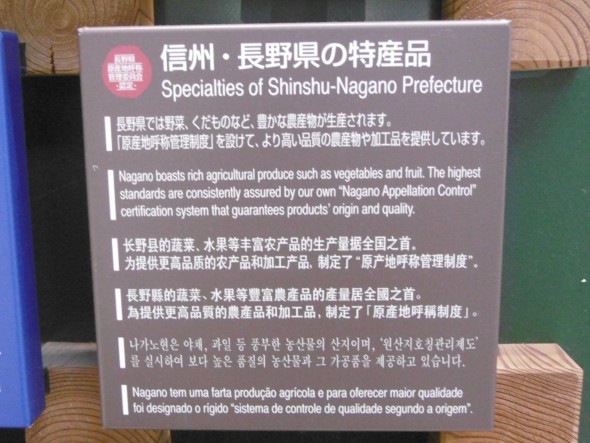 長野県
原産地呼称
管理委員会
・認定・
信州・長野県の特産品
Specialties of Shinshu-Nagano Prefecture
長野県では野菜、くだものなど、豊かな農産物が生産されます。
「原産地呼称管理制度」を設けて、より高い品質の農産物や加工品を提供しています。
Nagano boasts rich agricultural produce such as vegetables and fruit. The highest
standards are consistently assured by our own “Nagano Appellation Control”
certification system that guarantees products' origin and quality.
长野县的蔬菜、水果等丰富农产品的生产量据全国之首。
为提供更高品质的农产品和加工产品, 制定了“原产地呼称管理制度”。
長野縣的蔬菜、水果等豐富農產品的產量居全國之首。
為提供更高品質的農產品和加工品, 制定了「原產地呼稱制度」。
나가노현은 야채, 과일 등 풍부한 농산물의 산지이며, '원산지호칭관리제도'
를 실시하여 보다 높은 품질의 농산물과 그 가공품을 제공하고 있습니다.
Nagano tem uma farta produção agrícola e para oferecer maior qualidade
foi designado o rígido “sistema de controle de qualidade segundo a origem”.